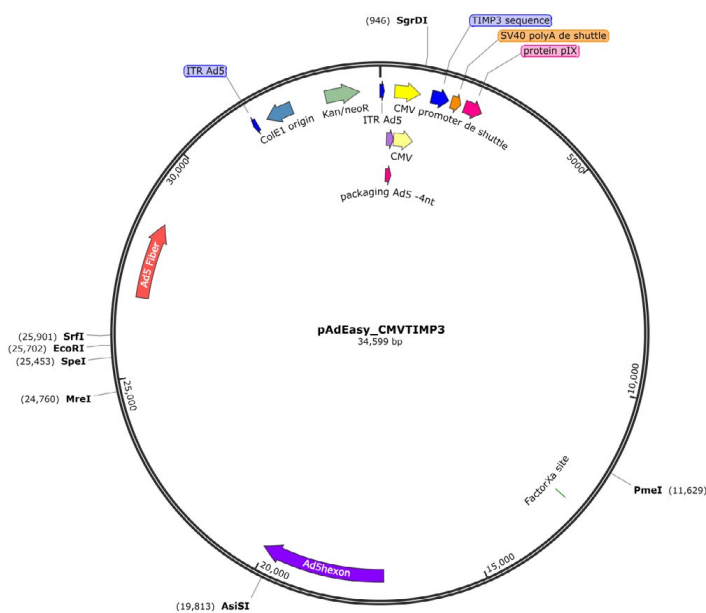 (946) SgrDI
TIMP3 sequence
SV40 polyA de shuttle
protein pIX
ITR Ad5
ColE1 origin
Kan/neoR
ITR Ad5
CMV promoter de shuttle
CMV
packaging Ad5 -4nt
5000
30,000
Ad5 Fiber
pAdEasy_CMVTIMP3
34,599 bp
(25,901) SrfI
(25,702) EcoRI
(25,453) SpeI
(24,760) MreI
25,000
10,000
FactorXa site
PmeI (11,629)
15,000
Ad5hexon
20,000
(19,813) AsiSI